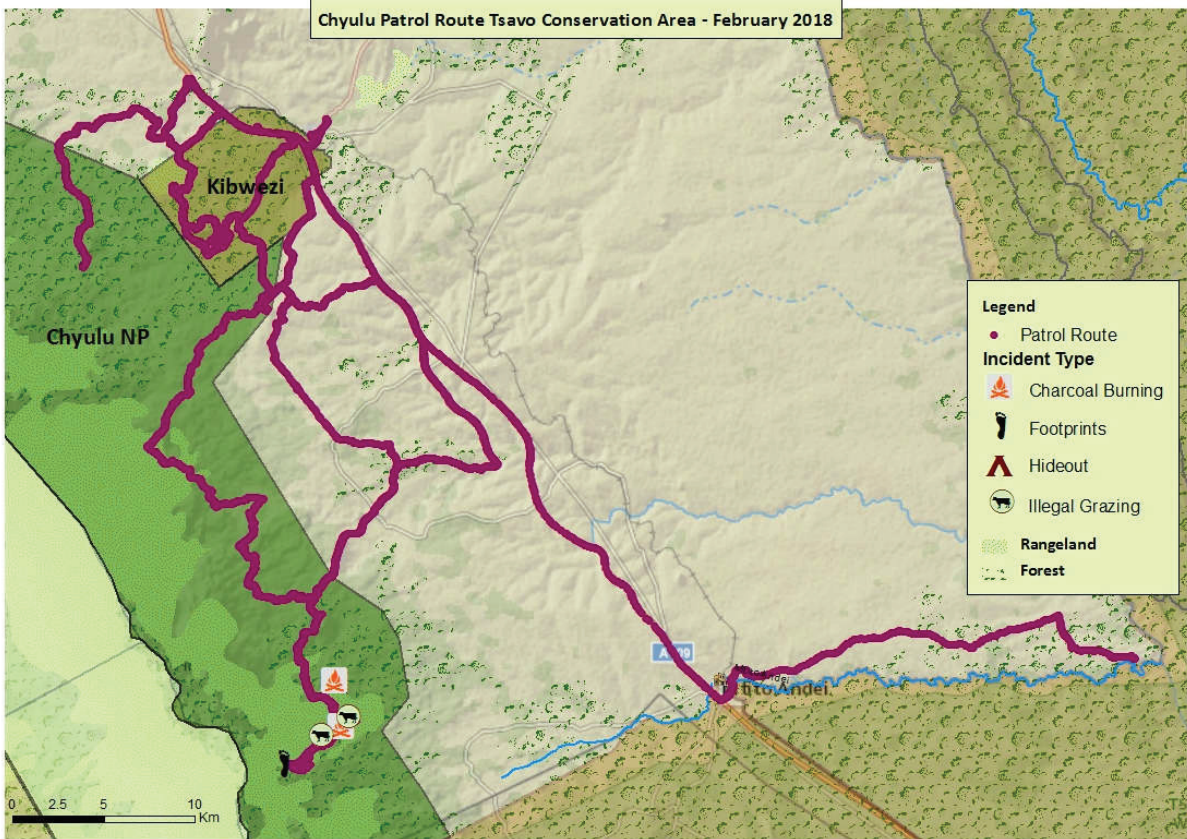 Chyulu Patrol Route Tsavo Conservation Area - February 2018
Kibwezi
Chyulu NP
Legend
Patrol Route
Incident Type
Charcoal Burning
Footprints
Hideout
Illegal Grazing
Rangeland
Forest
Andei
0 2.5 5 10
Km